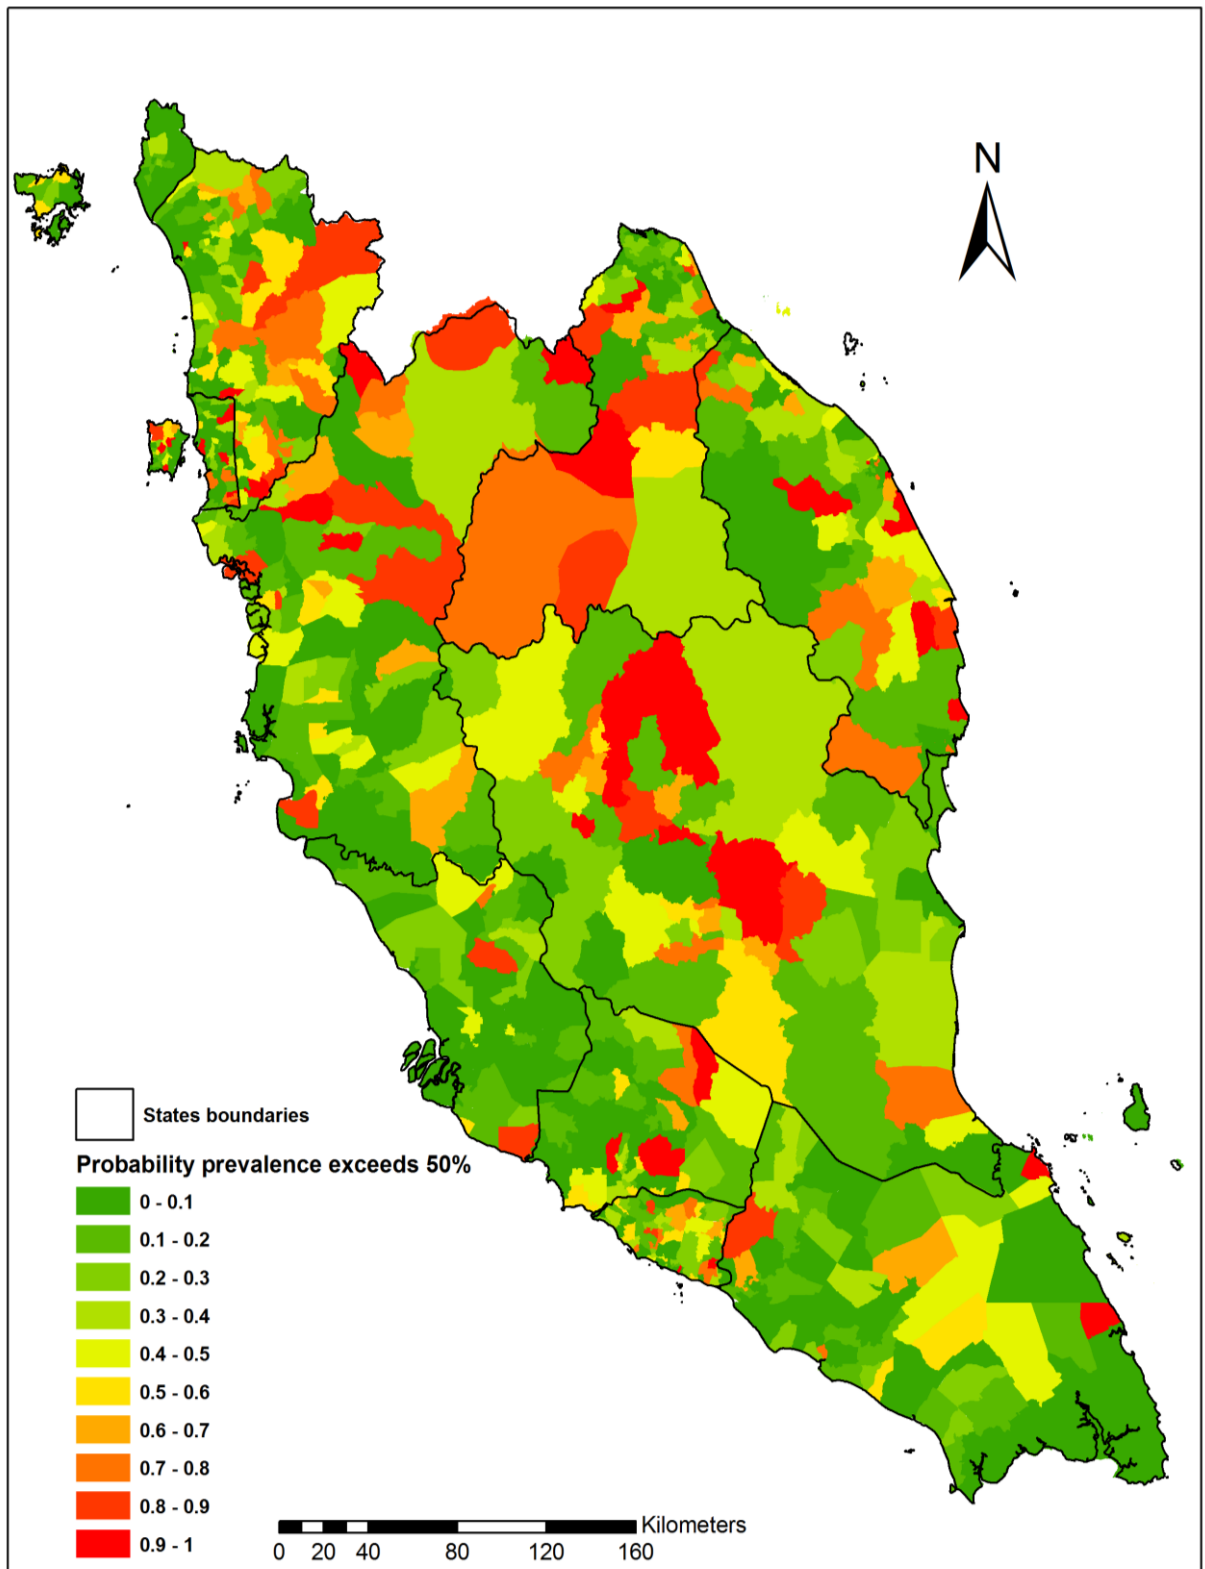 N
States boundaries
Probability prevalence exceeds 50%
0 - 0.1
0.1 - 0.2
0.2 - 0.3
0.3 - 0.4
0.4 - 0.5
0.5 - 0.6
0.6 - 0.7
0.7 - 0.8
0.8 - 0.9
0.9 - 1
Kilometers
0 20 40 80 120 160